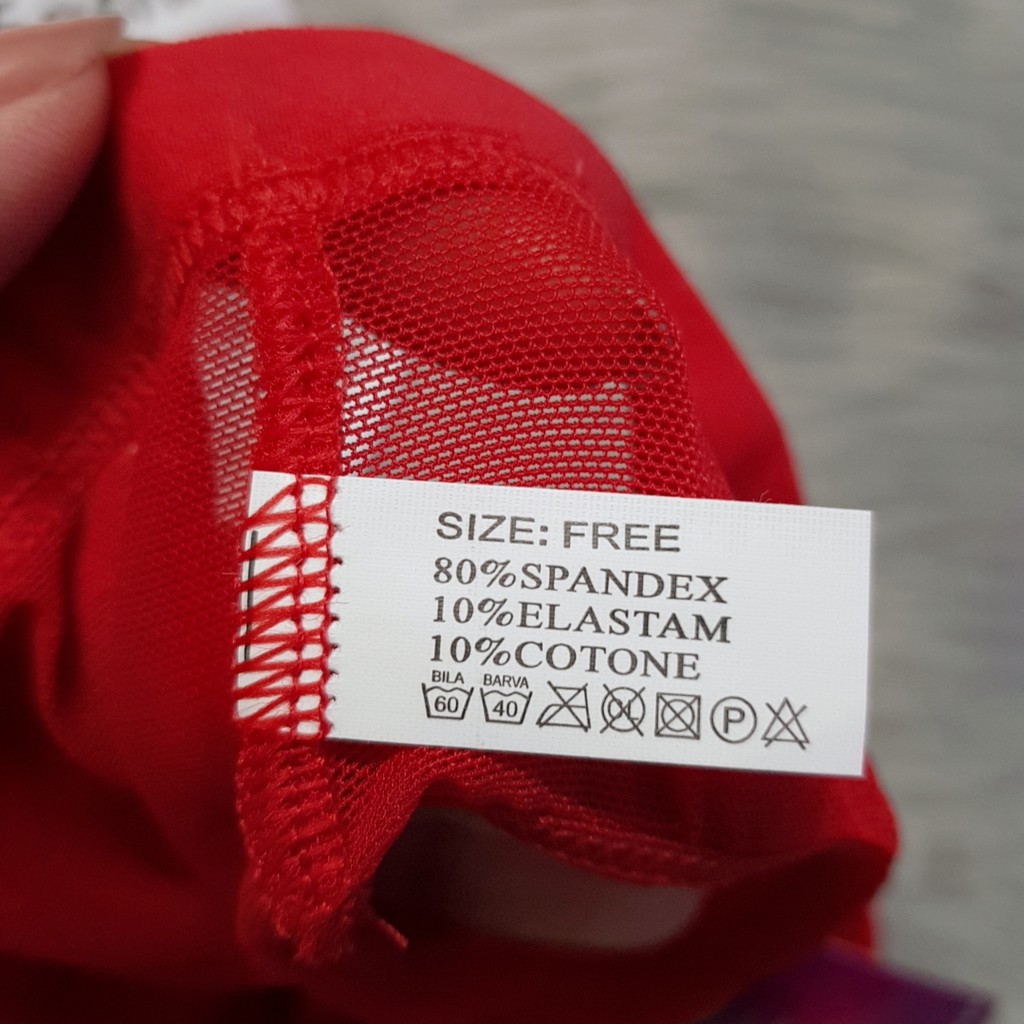 SIZE: FREE
80%SPANDEX
10%ELASTAM
10%COTONE
BILA BARVA
60 40 P